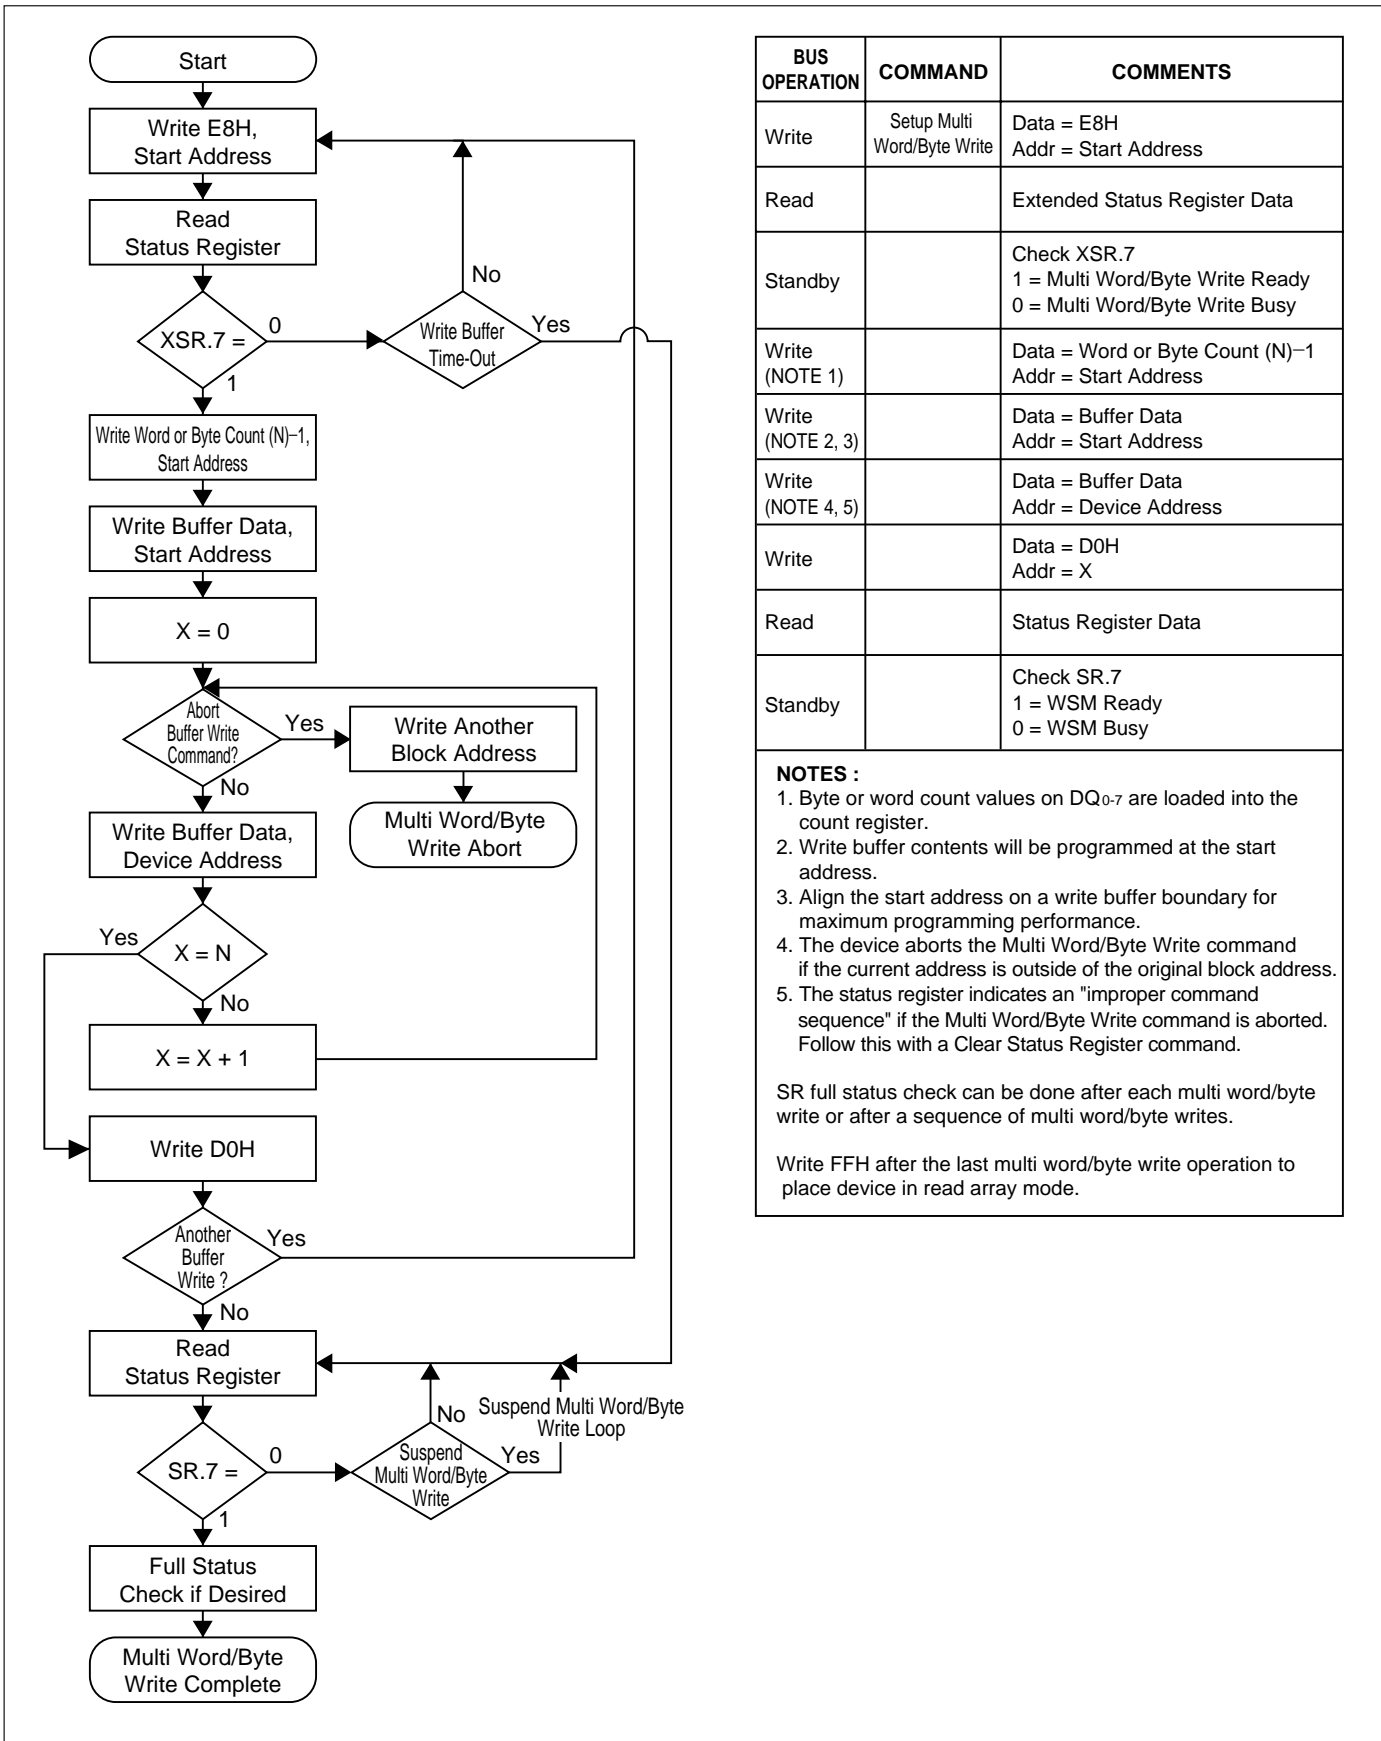 Start
Write E8H,
Start Address
Read
Status Register
XSR.7 =
0
1
Write Buffer
Time-Out
No
Yes
Write Word or Byte Count (N)–1,
Start Address
Write Buffer Data,
Start Address
X = 0
Abort
Buffer Write
Command?
Yes
No
Write Another
Block Address
Multi Word/Byte
Write Abort
Write Buffer Data,
Device Address
X = N
Yes
No
X = X + 1
Write D0H
Another
Buffer
Write ?
Yes
No
Read
Status Register
SR.7 =
0
1
Suspend
Multi Word/Byte
Write
No
Yes
Suspend Multi Word/Byte
Write Loop
Full Status
Check if Desired
Multi Word/Byte
Write Complete
BUS
OPERATION
COMMAND
COMMENTS
Write
Setup Multi
Word/Byte Write
Data = E8H
Addr = Start Address
Read
Extended Status Register Data
Standby
Check XSR.7
1 = Multi Word/Byte Write Ready
0 = Multi Word/Byte Write Busy
Write
(NOTE 1)
Data = Word or Byte Count (N)–1
Addr = Start Address
Write
(NOTE 2, 3)
Data = Buffer Data
Addr = Start Address
Write
(NOTE 4, 5)
Data = Buffer Data
Addr = Device Address
Write
Data = D0H
Addr = X
Read
Status Register Data
Standby
Check SR.7
1 = WSM Ready
0 = WSM Busy
NOTES :
1. Byte or word count values on DQ0-7 are loaded into the
count register.
2. Write buffer contents will be programmed at the start
address.
3. Align the start address on a write buffer boundary for
maximum programming performance.
4. The device aborts the Multi Word/Byte Write command
if the current address is outside of the original block address.
5. The status register indicates an "improper command
sequence" if the Multi Word/Byte Write command is aborted.
Follow this with a Clear Status Register command.
SR full status check can be done after each multi word/byte
write or after a sequence of multi word/byte writes.
Write FFH after the last multi word/byte write operation to
place device in read array mode.